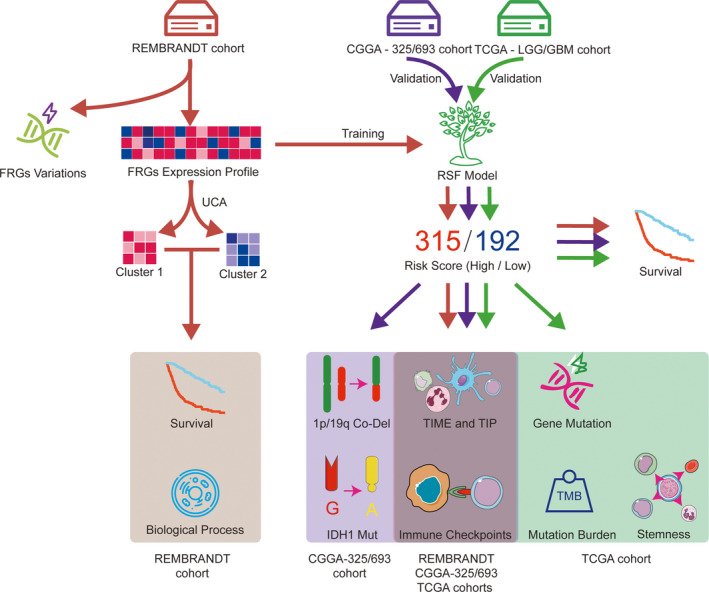 REMBRANDT cohort
CGGA - 325/693 cohort
TCGA - LGG/GBM cohort
Validation
Validation
Training
FRGs Variations
FRGs Expression Profile
RSF Model
UCA
Cluster 1
Cluster 2
315/192
Risk Score (High / Low)
Survival
Survival
Biological Process
1p/19q Co-Del
TIME and TIP
Gene Mutation
G
A
TMB
IDH1 Mut
Immune Checkpoints
Mutation Burden
Stemness
REMBRANDT
cohort
CGGA-325/693
cohort
REMBRANDT
CGGA-325/693
TCGA cohorts
TCGA cohort